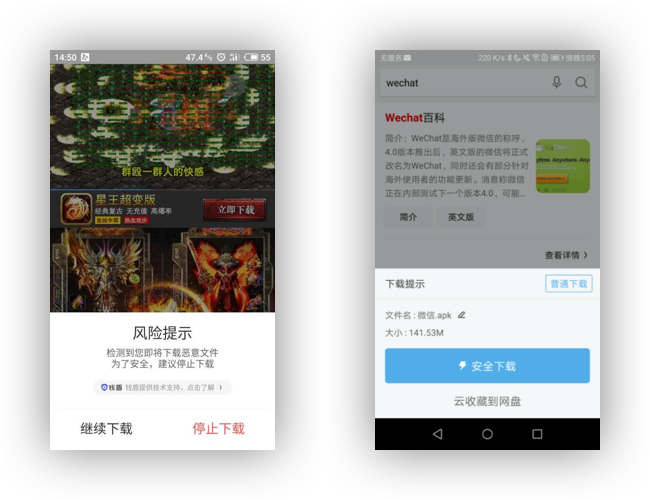 14:50
47.4
55
群殴一群人的快感
星王超变版
经典复古 无充值 高爆率
立即下载
风险提示
检测到您即将下载恶意文件
为了安全，建议停止下载
钱盾 钱盾提供技术支持，点击了解 ›
继续下载
停止下载
无服务
220 K/s
5:05
wechat
Wechat百科
简介：WeChat是海外版微信的称呼，
4.0版本推出后，英文版的微信将正式
改名为WeChat，同时还会有部分针对
海外使用者的功能更新。消息称微信
正在内部测试下一个版本4.0，可能...
ytime, Anywhere, Any
简介
英文版
查看详情 ›
下载提示
普通下载
文件名 : 微信.apk
大小 : 141.53M
安全下载
云收藏到网盘